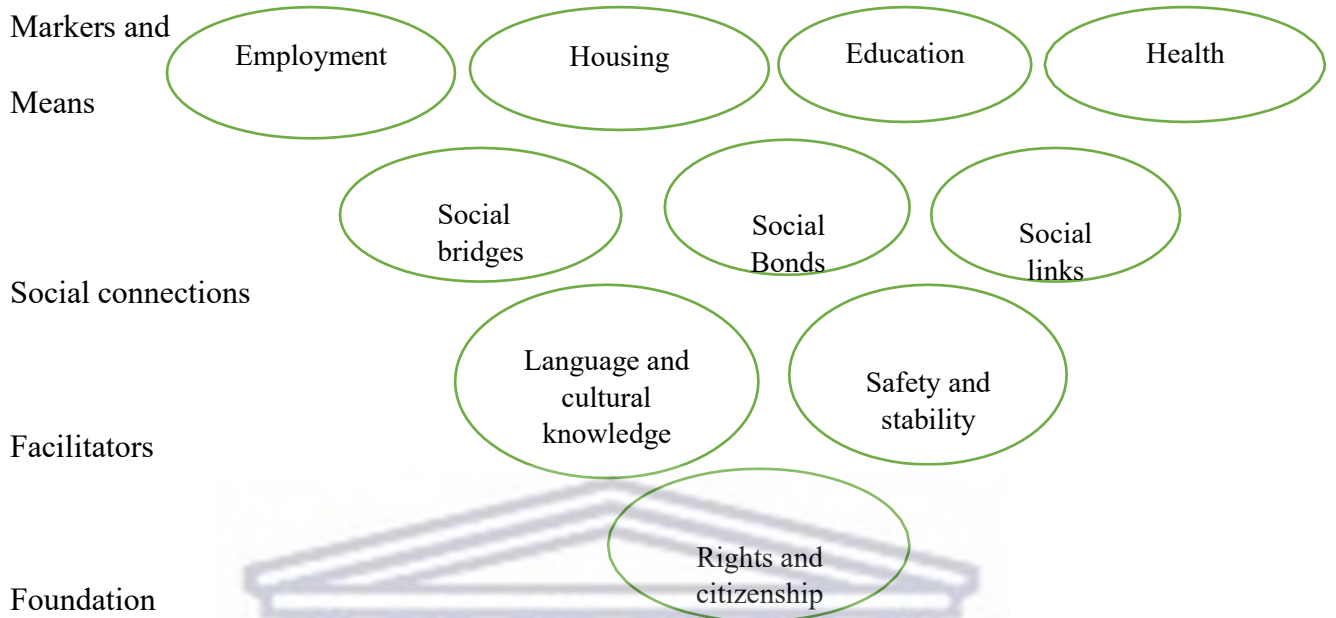 Markers and
Employment
Housing
Education
Health
Means
Social
bridges
Social
Bonds
Social
links
Social connections
Language and
cultural
knowledge
Safety and
stability
Facilitators
Rights and
citizenship
Foundation